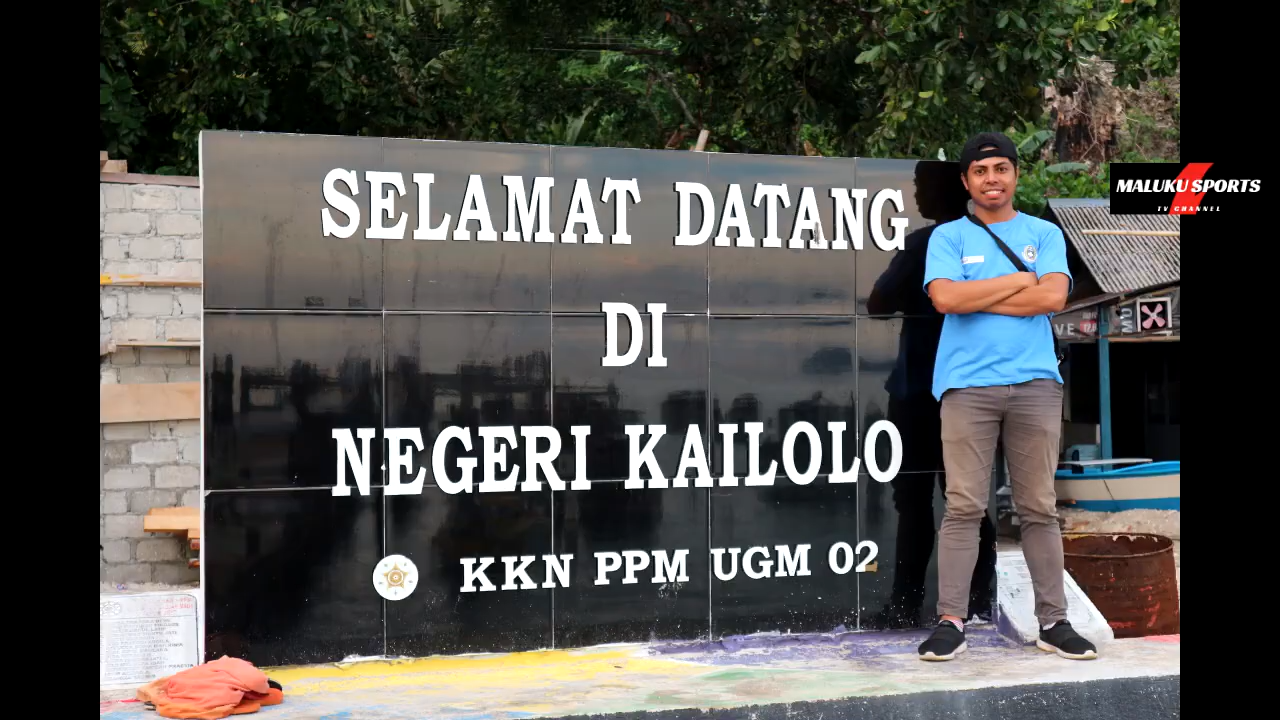 SELAMAT DATANG
DI
NEGERI KAILOLO
KKN PPM UGM 02
MALUKU SPORTS
TV CHANNEL